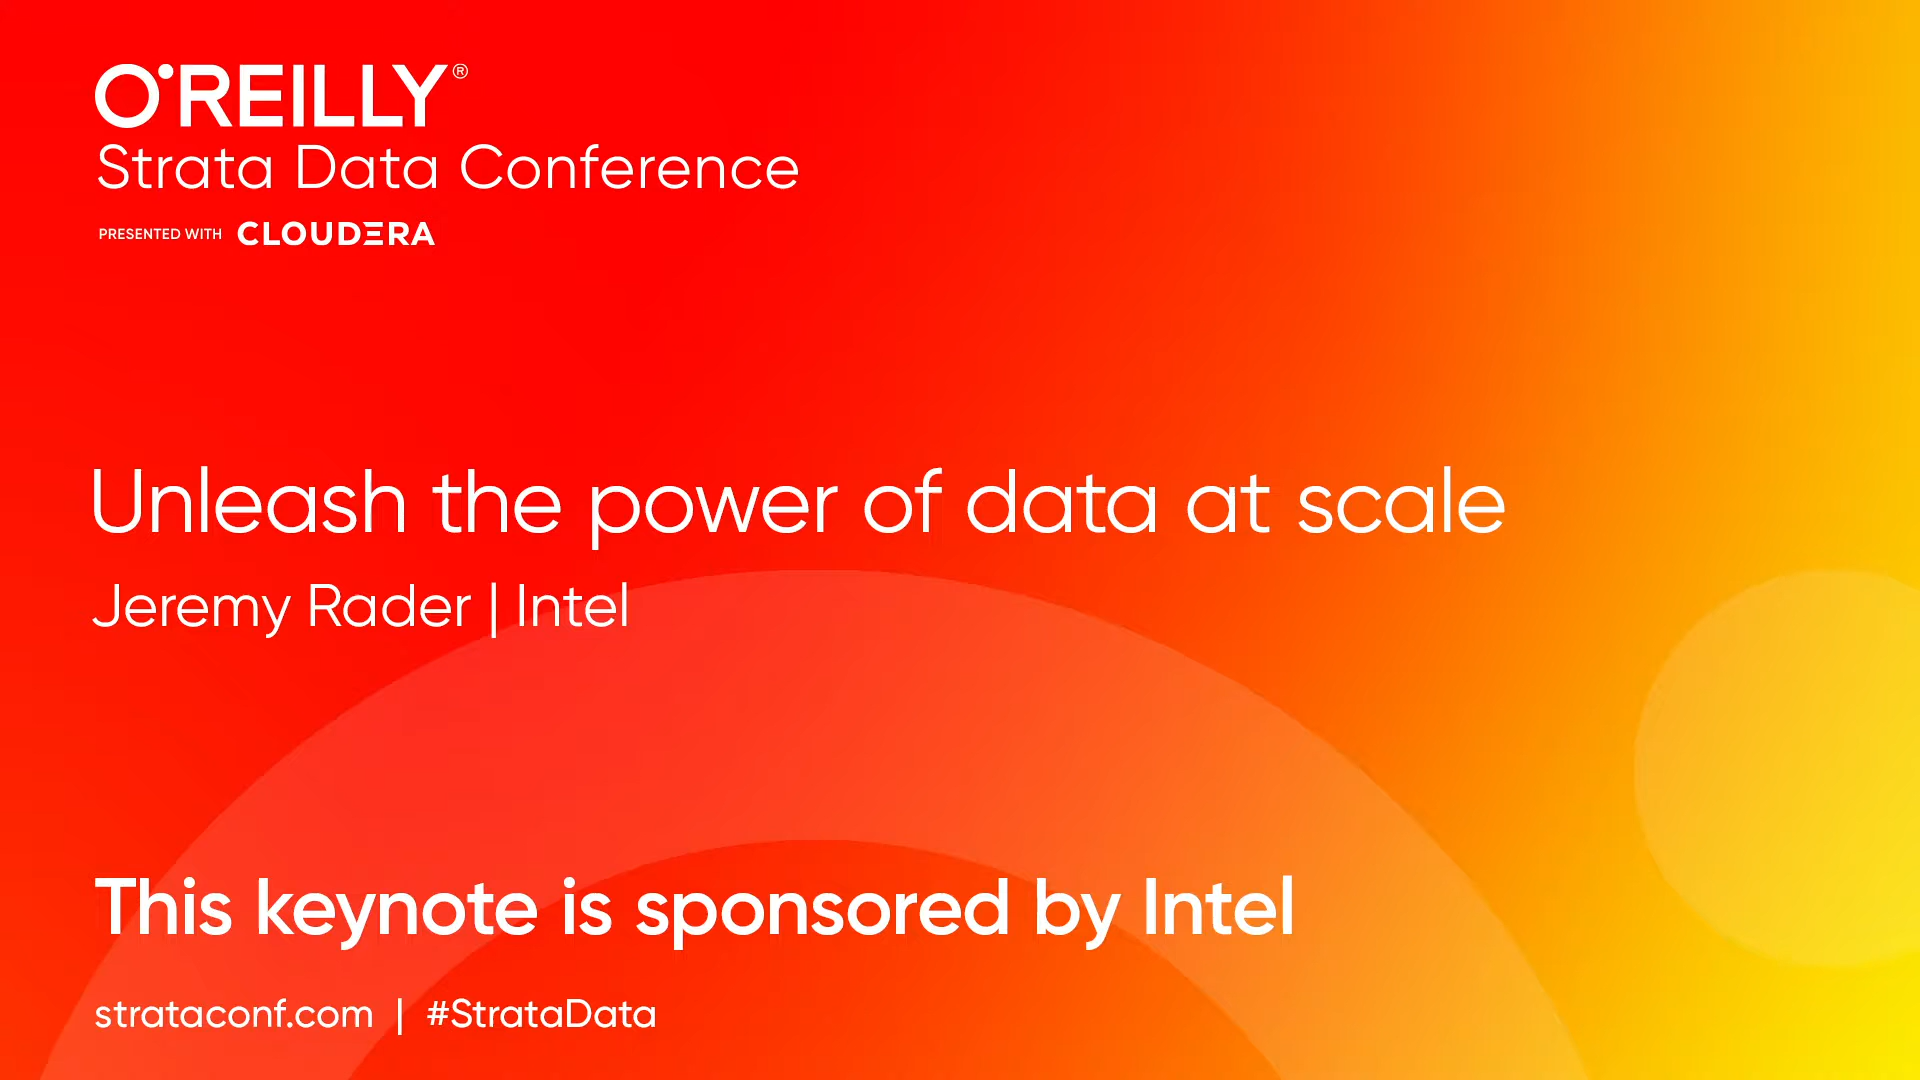 O'REILLY®
Strata Data Conference
PRESENTED WITH CLOUDERA
Unleash the power of data at scale
Jeremy Rader | Intel
This keynote is sponsored by Intel
strataconf.com | #StrataData